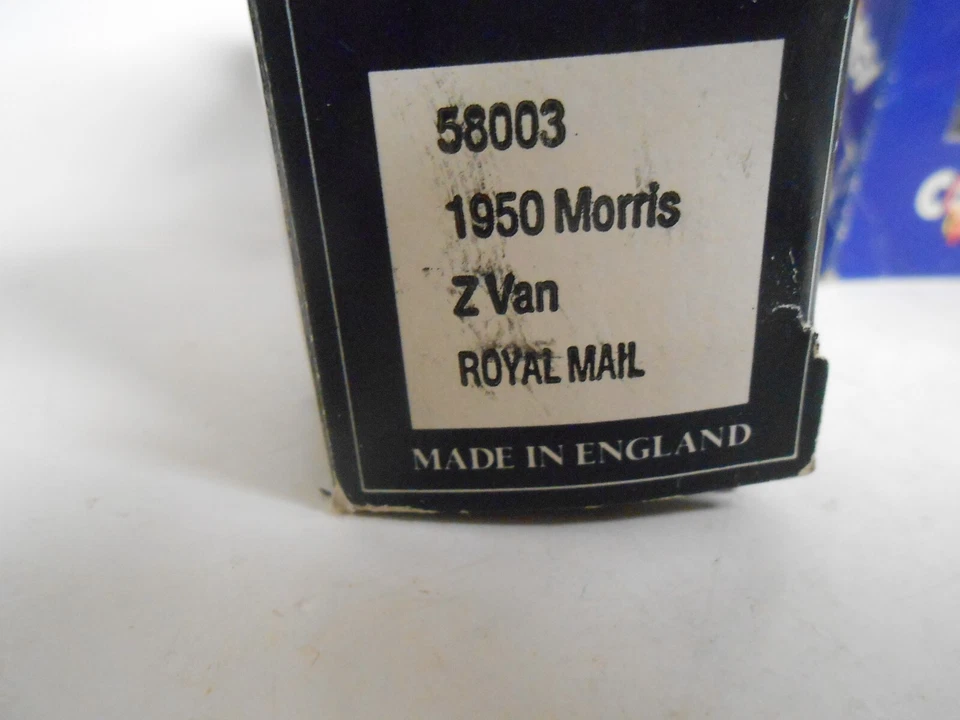 58003
1950 Morris
Z Van
ROYAL MAIL
MADE IN ENGLAND